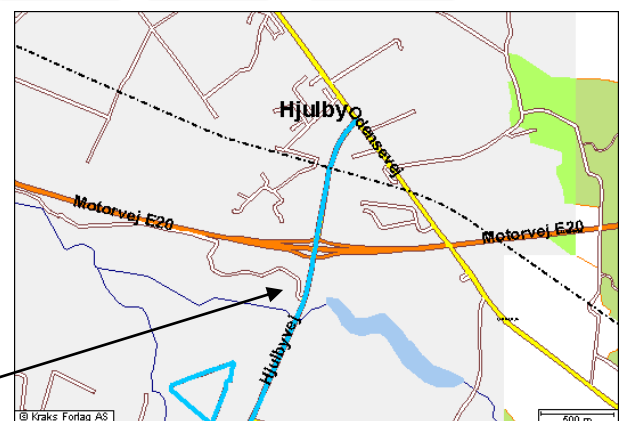 Hjulby
Odensevej
Motorvej E20
Motorvej E20
Hjulbyvej
© Kraks Forlag AS
500 m